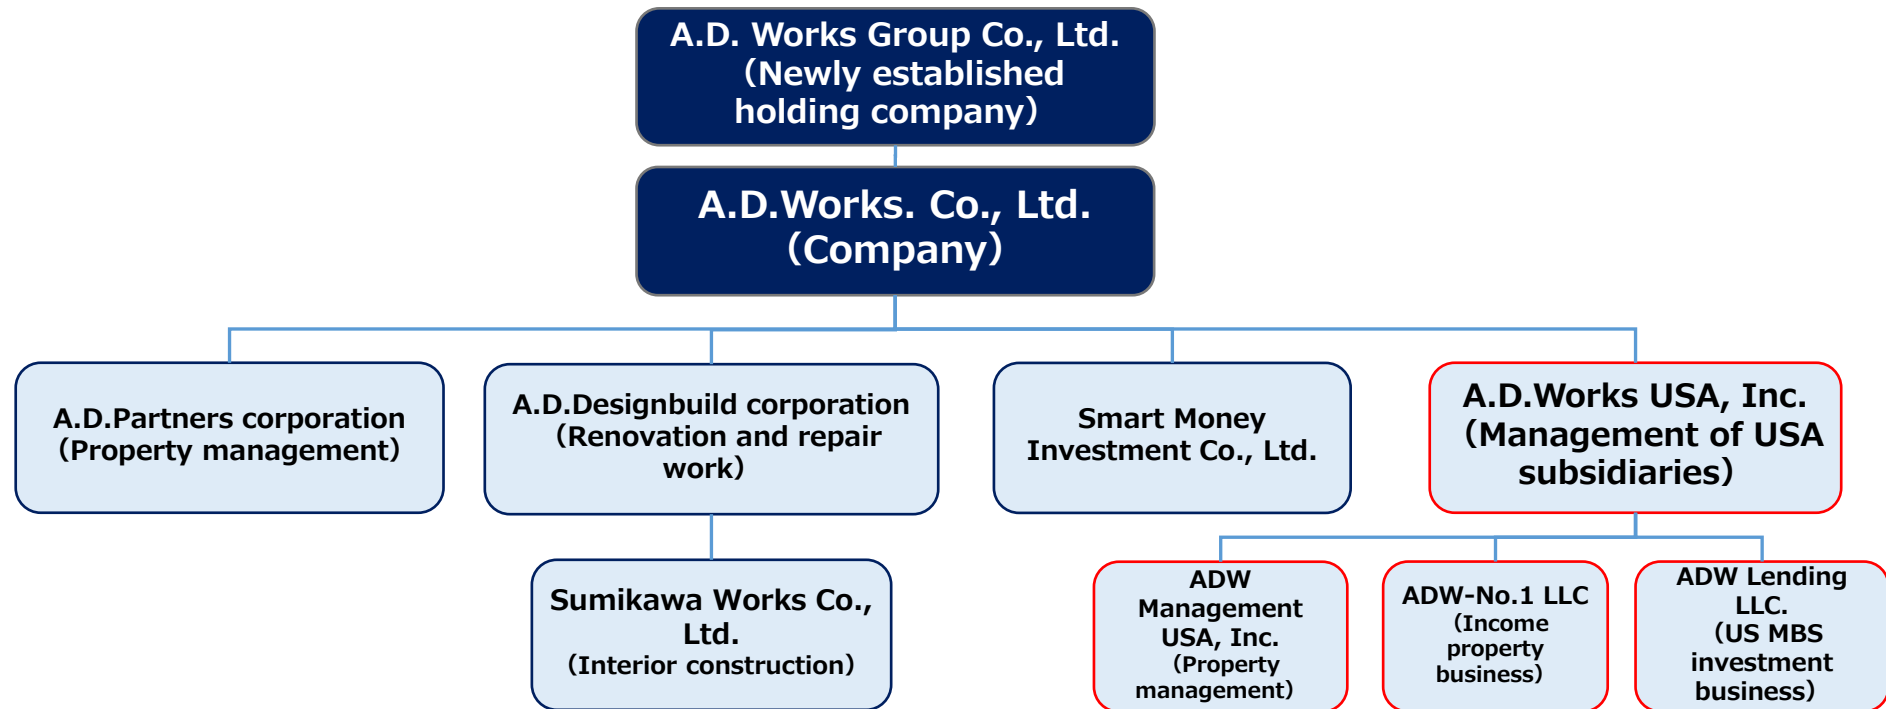 A.D. Works Group Co., Ltd.
（Newly established
holding company）
A.D.Works. Co., Ltd.
（Company）
A.D.Partners corporation
（Property management）
A.D.Designbuild corporation
（Renovation and repair
work）
Smart Money
Investment Co., Ltd.
A.D.Works USA, Inc.
（Management of USA
subsidiaries）
Sumikawa Works Co.,
Ltd.
（Interior construction）
ADW
Management
USA, Inc.
（Property
management）
ADW-No.1 LLC
（Income
property
business）
ADW Lending
LLC.
（US MBS
investment
business）